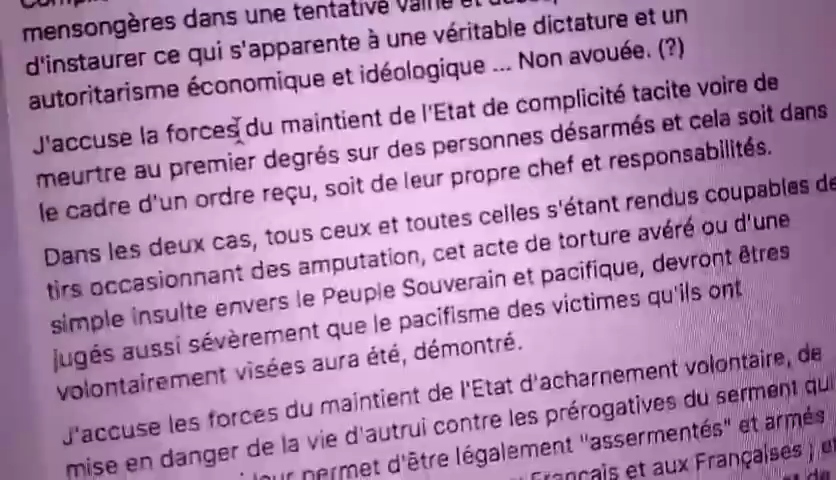 mensongères dans une tentative vaine et
d'instaurer ce qui s'apparente à une véritable dictature et un
autoritarisme économique et idéologique ... Non avouée. (?)
J'accuse la forces du maintient de l'Etat de complicité tacite voire de
meurtre au premier degrés sur des personnes désarmés et cela soit dans
le cadre d'un ordre reçu, soit de leur propre chef et responsabilités.
Dans les deux cas, tous ceux et toutes celles s'étant rendus coupables de
tirs occasionnant des amputation, cet acte de torture avéré ou d'une
simple insulte envers le Peuple Souverain et pacifique, devront êtres
jugés aussi sévèrement que le pacifisme des victimes qu'ils ont
volontairement visées aura été, démontré.
J'accuse les forces du maintient de l'Etat d'acharnement volontaire, de
mise en danger de la vie d'autrui contre les prérogatives du serment qui
leur permet d'être légalement "assermentés" et armés
Français et aux Françaises